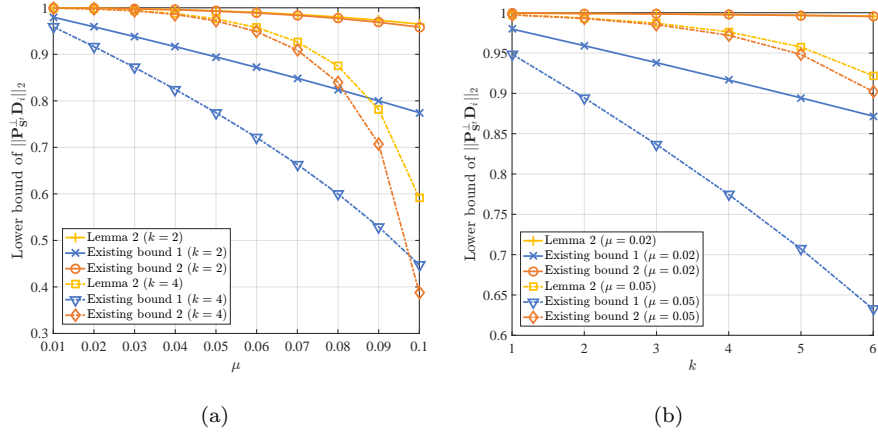 1
0.9
0.8
0.7
0.6
0.5
0.4
0.3
0.01 0.02 0.03 0.04 0.05 0.06 0.07 0.08 0.09 0.1
μ
Lower bound of ||P⊥_{S^t} D_i||₂
Lemma 2 (k = 2)
Existing bound 1 (k = 2)
Existing bound 2 (k = 2)
Lemma 2 (k = 4)
Existing bound 1 (k = 4)
Existing bound 2 (k = 4)
(a)
1
0.95
0.9
0.85
0.8
0.75
0.7
0.65
0.6
1 2 3 4 5 6
k
Lower bound of ||P⊥_{S^t} D_i||₂
Lemma 2 (μ = 0.02)
Existing bound 1 (μ = 0.02)
Existing bound 2 (μ = 0.02)
Lemma 2 (μ = 0.05)
Existing bound 1 (μ = 0.05)
Existing bound 2 (μ = 0.05)
(b)